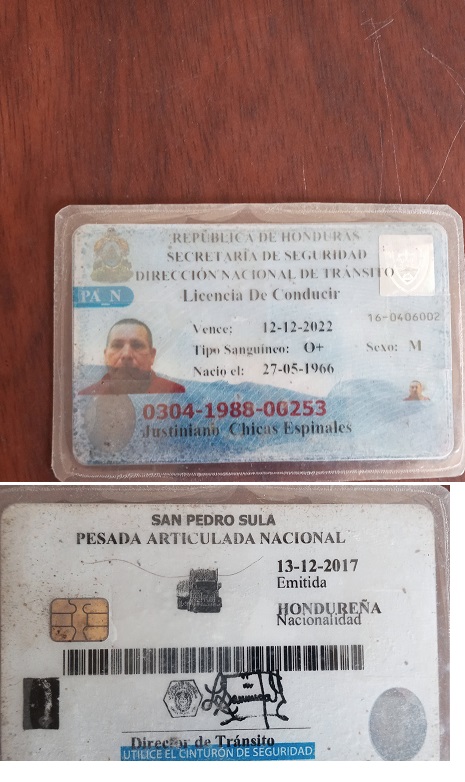 REPÚBLICA DE HONDURAS
SECRETARÍA DE SEGURIDAD
DIRECCIÓN NACIONAL DE TRÁNSITO
PA_N
Licencia De Conducir
16-0406002
Vence: 12-12-2022
Tipo Sanguíneo: O+ Sexo: M
Nacio el: 27-05-1966
0304-1988-00253
Justiniano Chicas Espinales
SAN PEDRO SULA
PESADA ARTICULADA NACIONAL
13-12-2017
Emitida
HONDUREÑA
Nacionalidad
Director de Tránsito
UTILICE EL CINTURÓN DE SEGURIDAD.